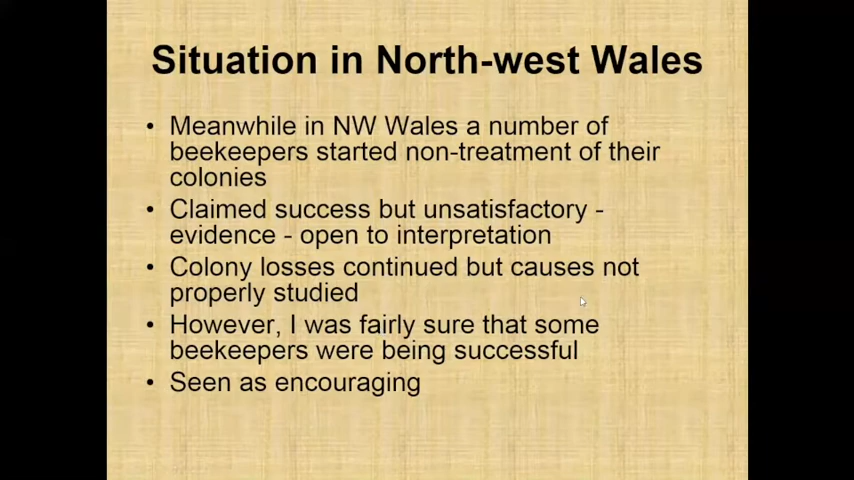 Situation in North-west Wales
• Meanwhile in NW Wales a number of
beekeepers started non-treatment of their
colonies
• Claimed success but unsatisfactory -
evidence - open to interpretation
• Colony losses continued but causes not
properly studied
• However, I was fairly sure that some
beekeepers were being successful
• Seen as encouraging